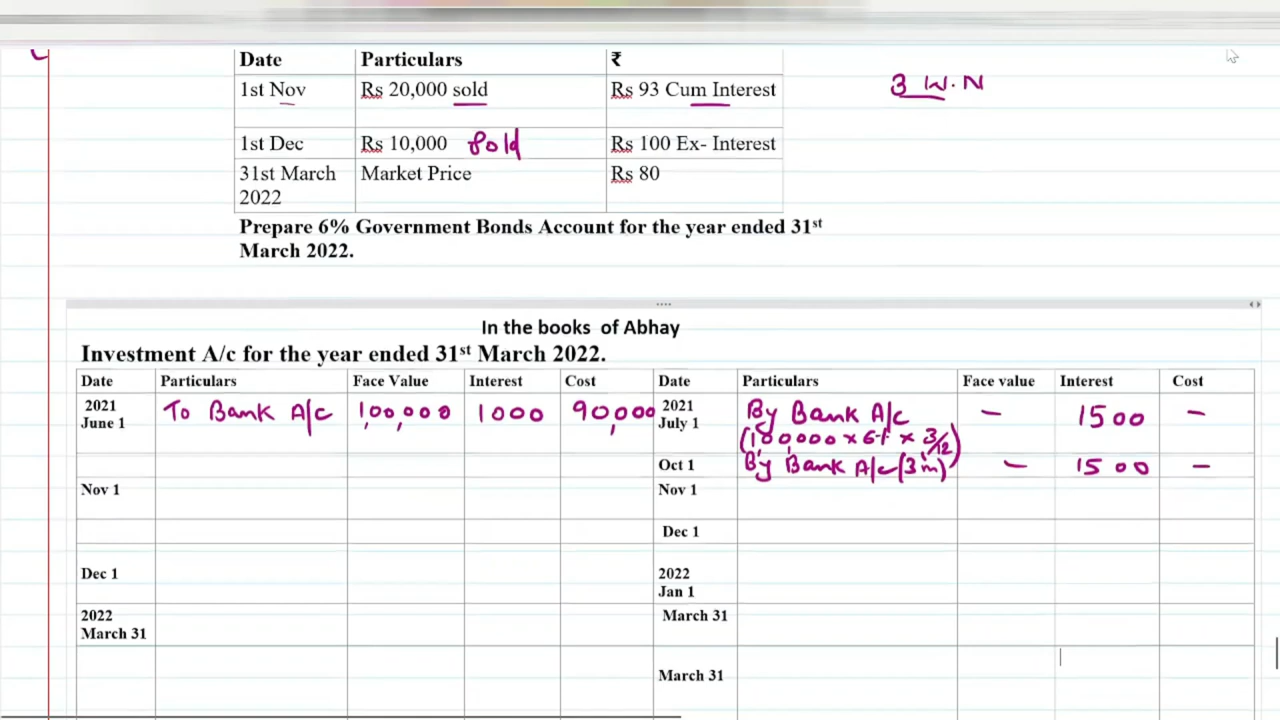 Date Particulars ₹
1st Nov Rs 20,000 sold Rs 93 Cum Interest
3 W.N
1st Dec Rs 10,000 Sold Rs 100 Ex- Interest
31st March Market Price Rs 80
2022
Prepare 6% Government Bonds Account for the year ended 31st
March 2022.
In the books of Abhay
Investment A/c for the year ended 31st March 2022.
Date Particulars Face Value Interest Cost Date Particulars Face value Interest Cost
2021 To Bank A/c 1,00,000 1000 90,000 2021 By Bank A/c - 1500 -
June 1 July 1
(1,00,000 x 6% x 3/12)
Oct 1 By Bank A/c (3m) - 1500 -
Nov 1 Nov 1
Dec 1
Dec 1 2022
Jan 1
2022 March 31
March 31
March 31